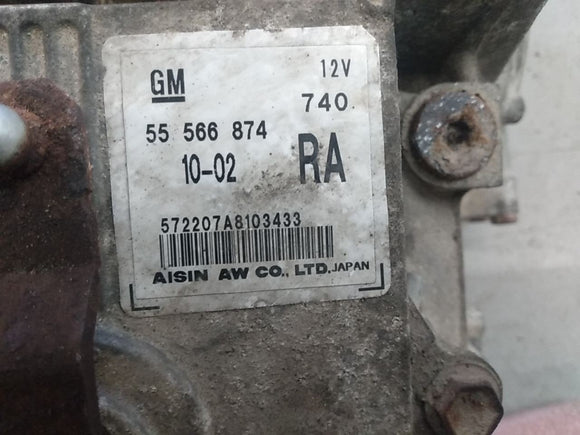 GM 12V
740
55 566 874
10-02 RA
572207A8103433
AISIN AW CO., LTD. JAPAN